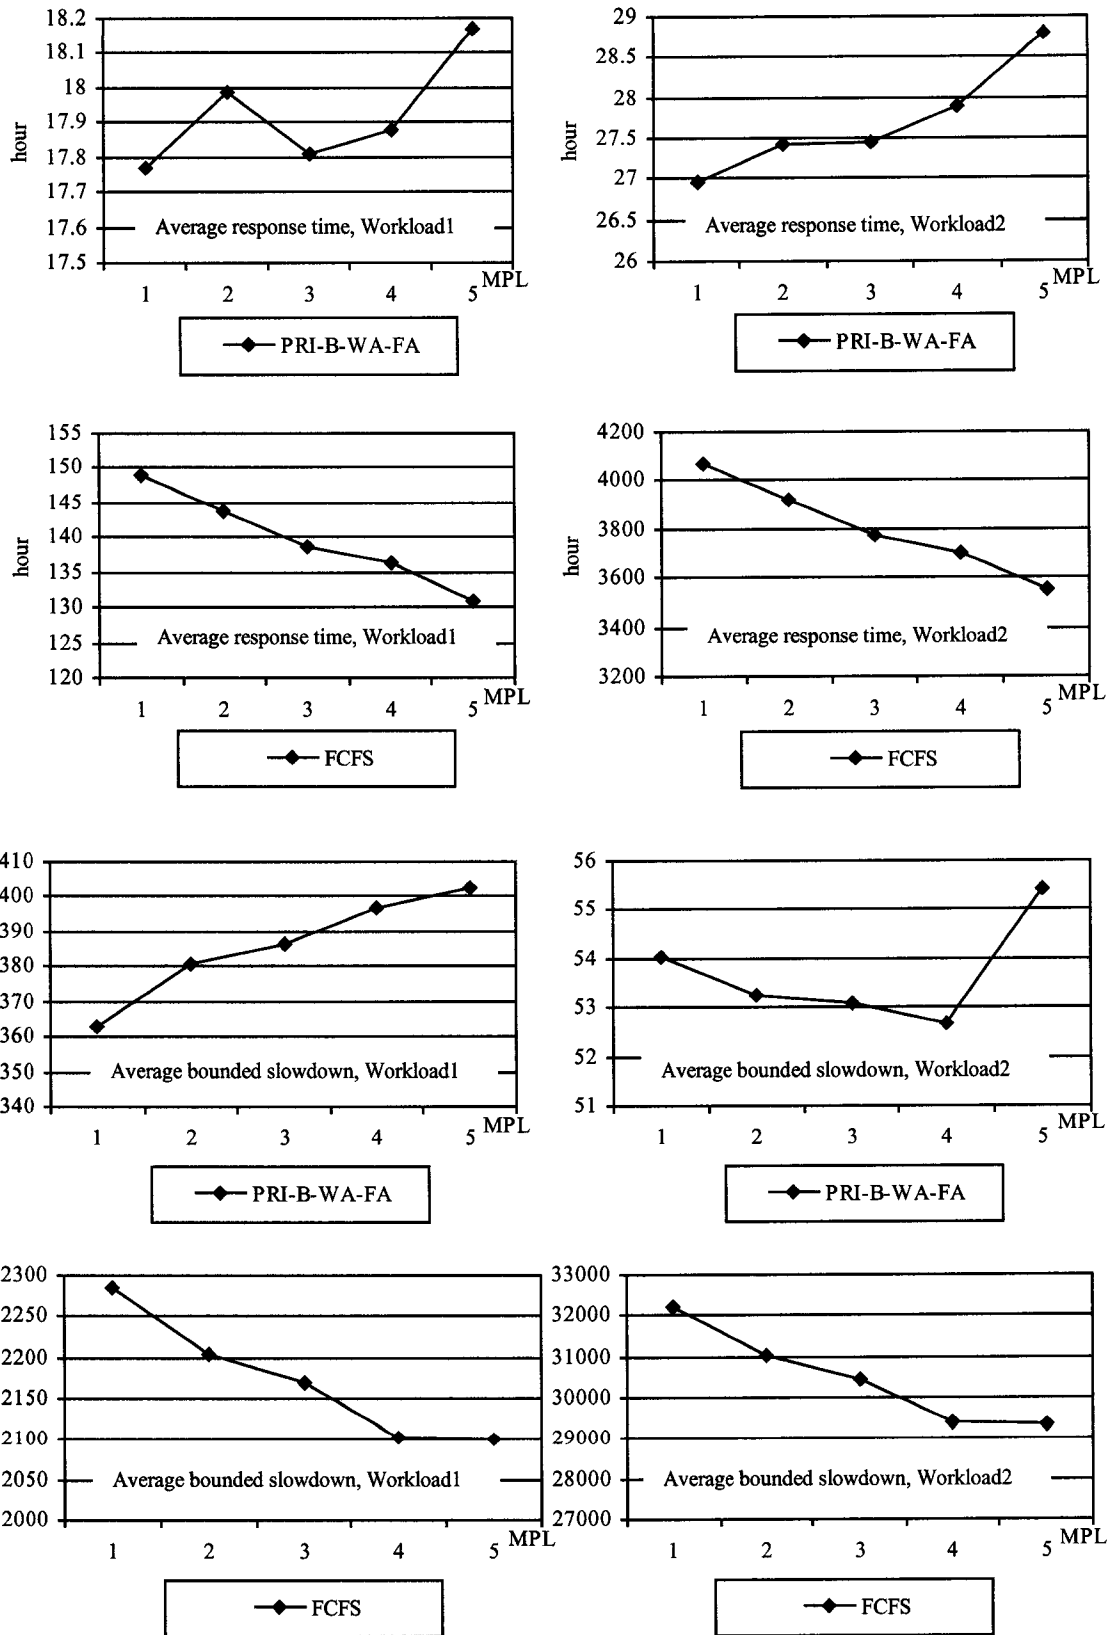 18.2
18.1
18
17.9
17.8
17.7
17.6
17.5
hour
Average response time, Workload1
1 2 3 4 5 MPL
PRI-B-WA-FA
29
28.5
28
27.5
27
26.5
26
hour
Average response time, Workload2
1 2 3 4 5 MPL
PRI-B-WA-FA
155
150
145
140
135
130
125
120
hour
Average response time, Workload1
1 2 3 4 5 MPL
FCFS
4200
4000
3800
3600
3400
3200
hour
Average response time, Workload2
1 2 3 4 5 MPL
FCFS
410
400
390
380
370
360
350
340
Average bounded slowdown, Workload1
1 2 3 4 5 MPL
PRI-B-WA-FA
56
55
54
53
52
51
Average bounded slowdown, Workload2
1 2 3 4 5 MPL
PRI-B-WA-FA
2300
2250
2200
2150
2100
2050
2000
Average bounded slowdown, Workload1
1 2 3 4 5 MPL
FCFS
33000
32000
31000
30000
29000
28000
27000
Average bounded slowdown, Workload2
1 2 3 4 5 MPL
FCFS